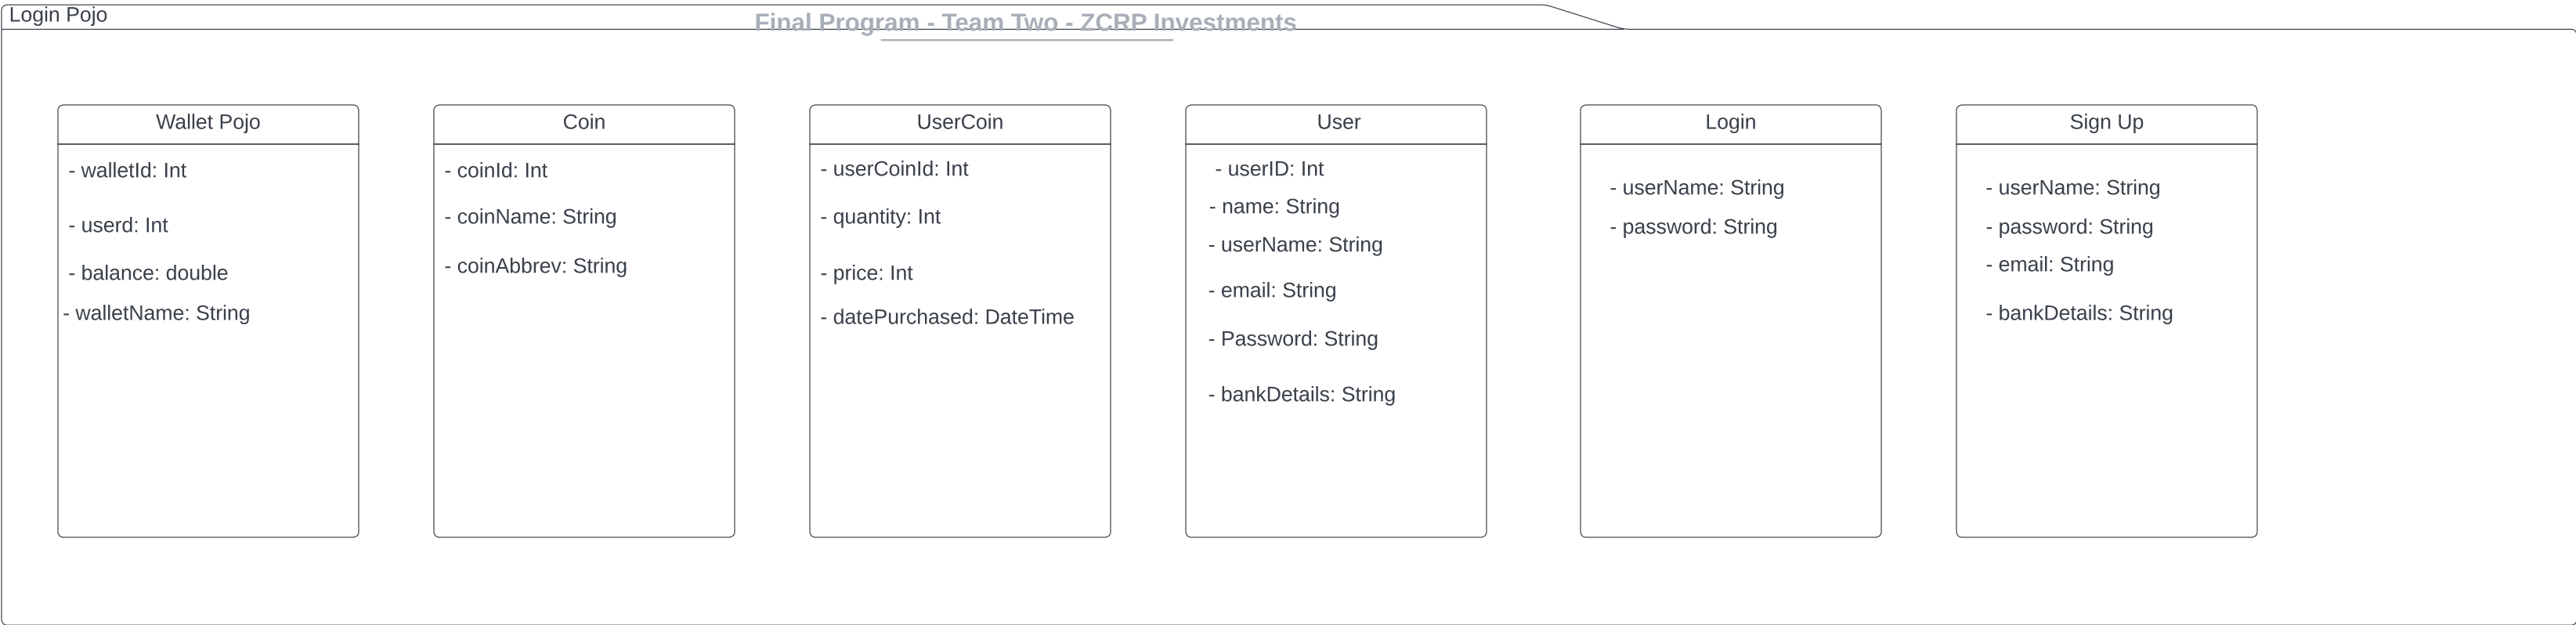 Login Pojo
Final Program - Team Two - ZCRP Investments
Wallet Pojo
- walletId: Int
- userd: Int
- balance: double
- walletName: String
Coin
- coinId: Int
- coinName: String
- coinAbbrev: String
UserCoin
- userCoinId: Int
- quantity: Int
- price: Int
- datePurchased: DateTime
User
- userID: Int
- name: String
- userName: String
- email: String
- Password: String
- bankDetails: String
Login
- userName: String
- password: String
Sign Up
- userName: String
- password: String
- email: String
- bankDetails: String